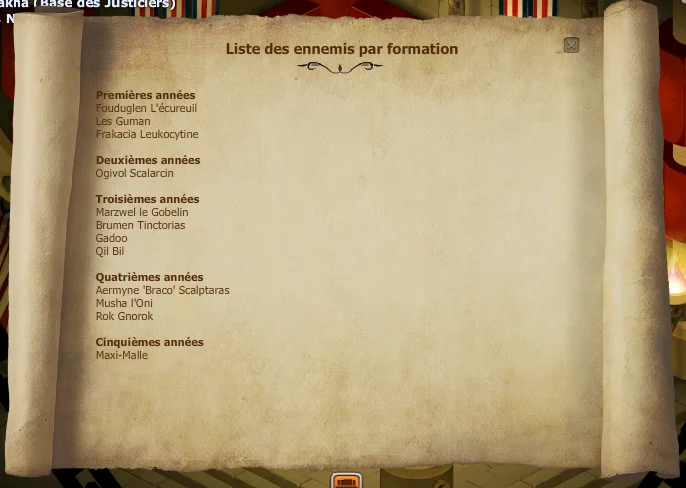 (Base des Justiciers)
Liste des ennemis par formation
Premières années
Fouduglen L'écureuil
Les Guman
Frakacia Leukocytine
Deuxièmes années
Ogivol Scalarcin
Troisièmes années
Marzwel le Gobelin
Brumen Tinctorias
Gadoo
Qil Bil
Quatrièmes années
Aermyne 'Braco' Scalptaras
Musha l'Oni
Rok Gnorok
Cinquièmes années
Maxi-Malle